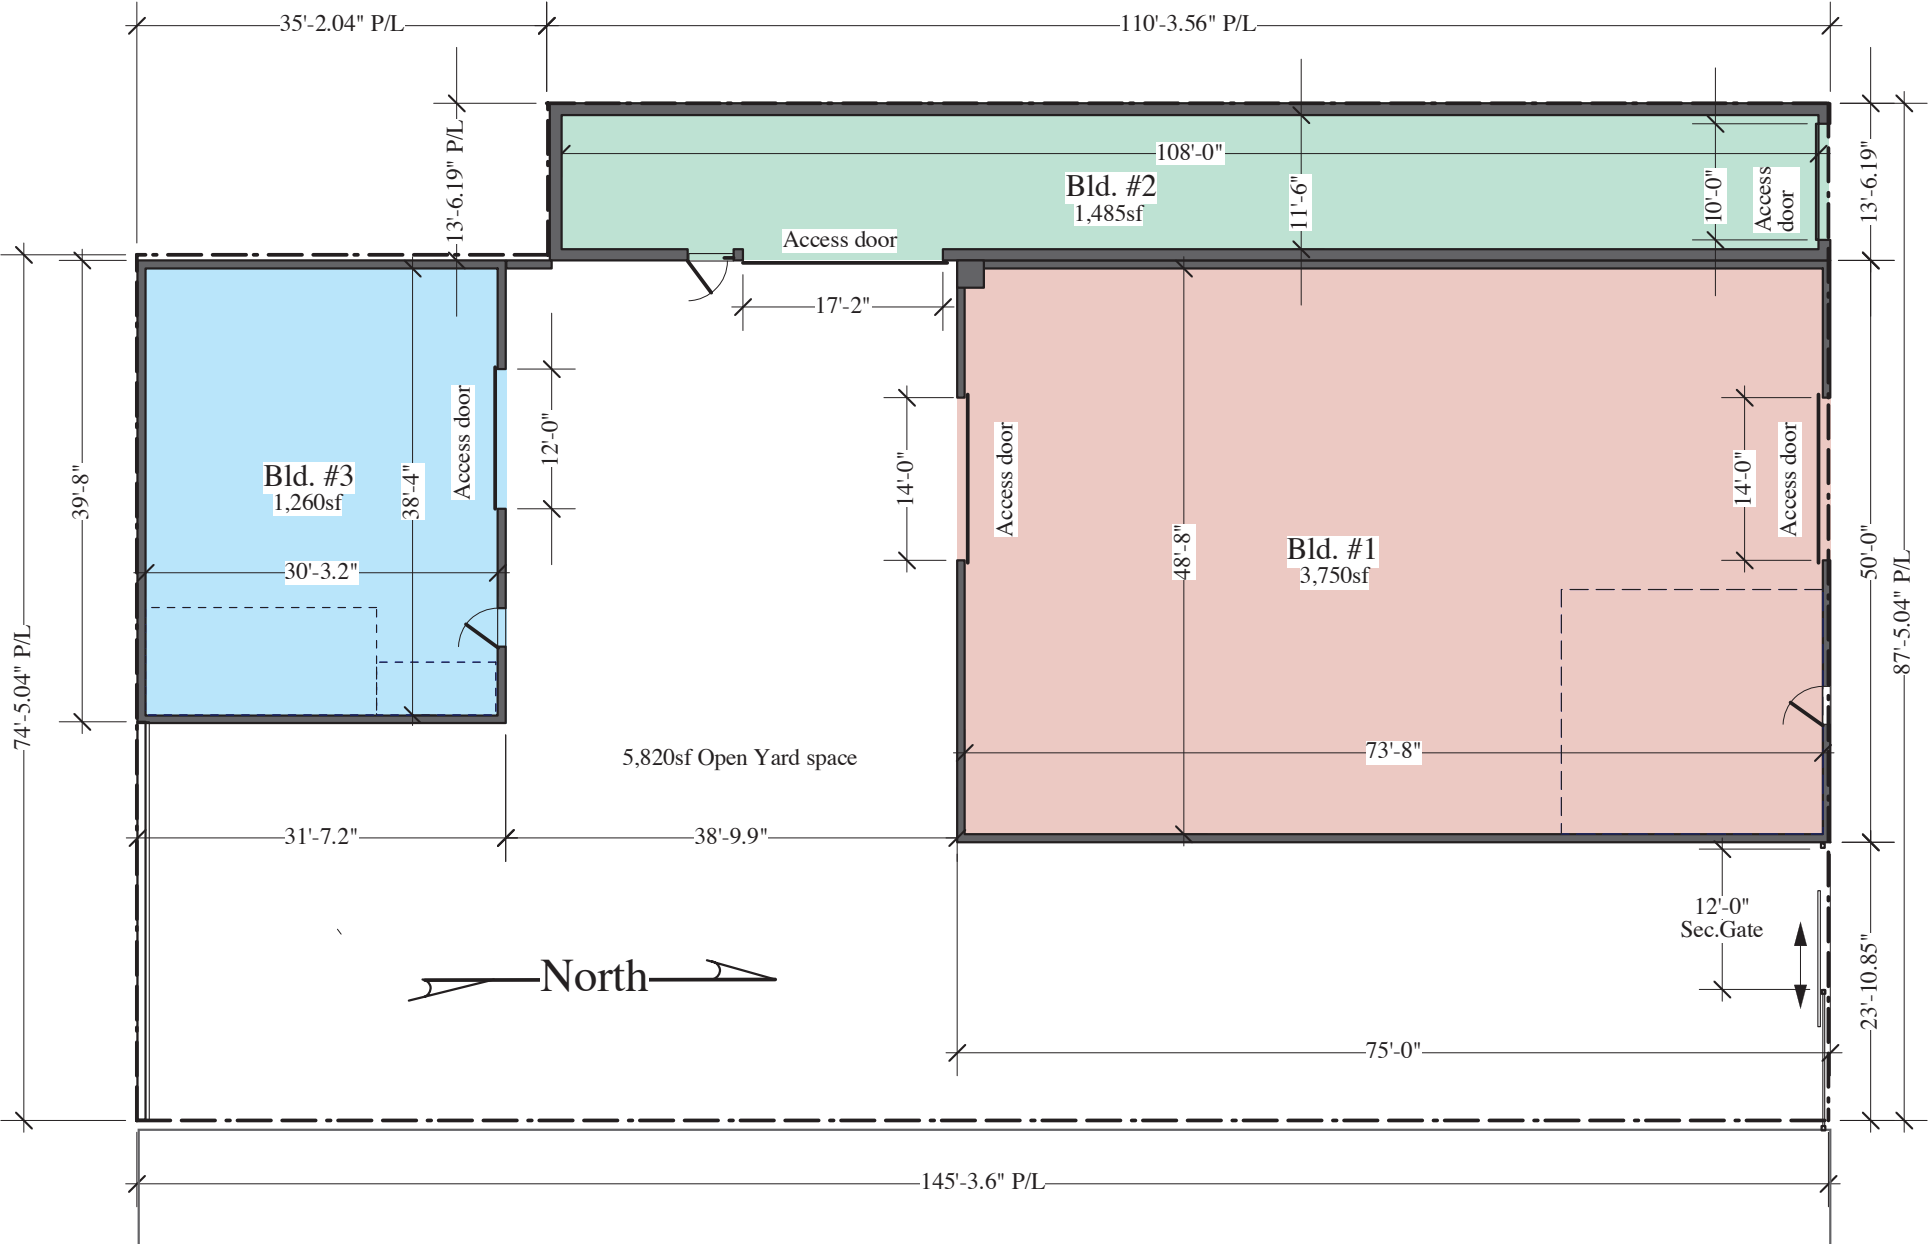 35'-2.04" P/L
110'-3.56" P/L
13'-6.19" P/L
108'-0"
Bld. #2
1,485sf
11'-6"
10'-0"
Access
door
13'-6.19"
Access door
17'-2"
Bld. #3
1,260sf
38'-4"
Access door
12'-0"
39'-8"
30'-3.2"
14'-0"
Access door
48'-8"
Bld. #1
3,750sf
14'-0"
Access door
50'-0"
87'-5.04" P/L
74'-5.04" P/L
5,820sf Open Yard space
73'-8"
31'-7.2"
38'-9.9"
12'-0"
Sec.Gate
North
23'-10.85"
75'-0"
145'-3.6" P/L